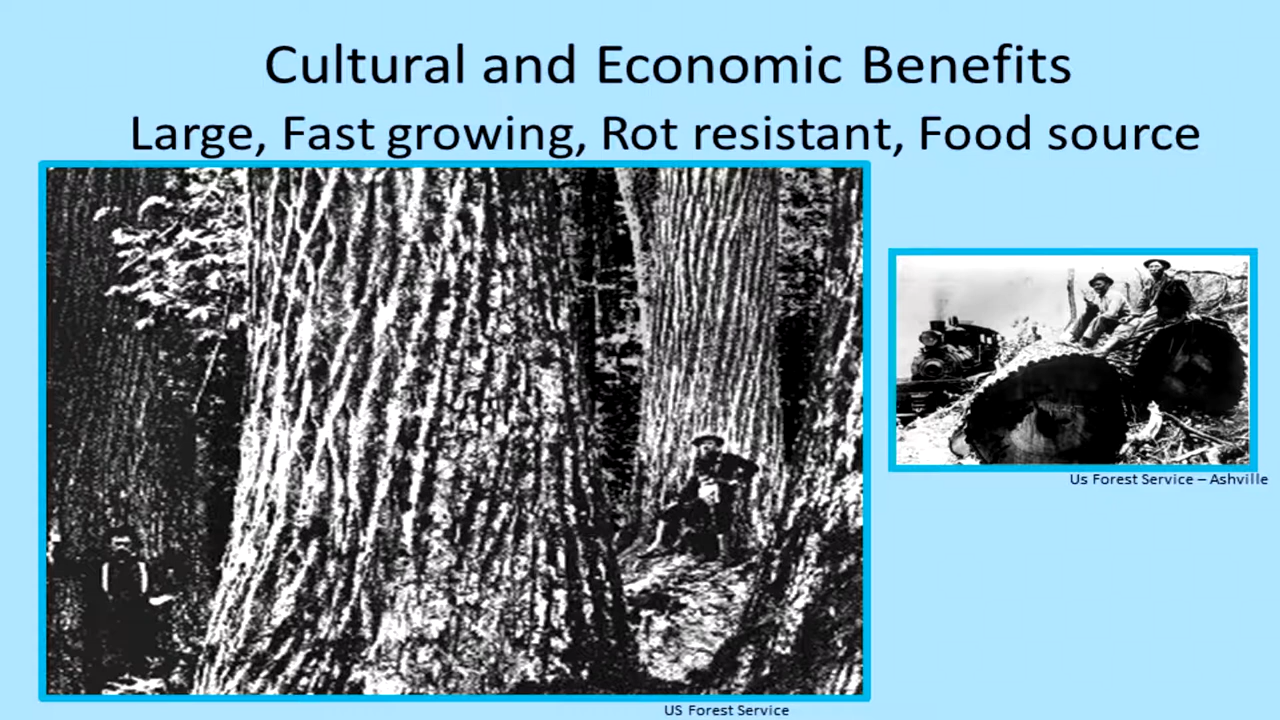 Cultural and Economic Benefits
Large, Fast growing, Rot resistant, Food source
Us Forest Service – Ashville
US Forest Service